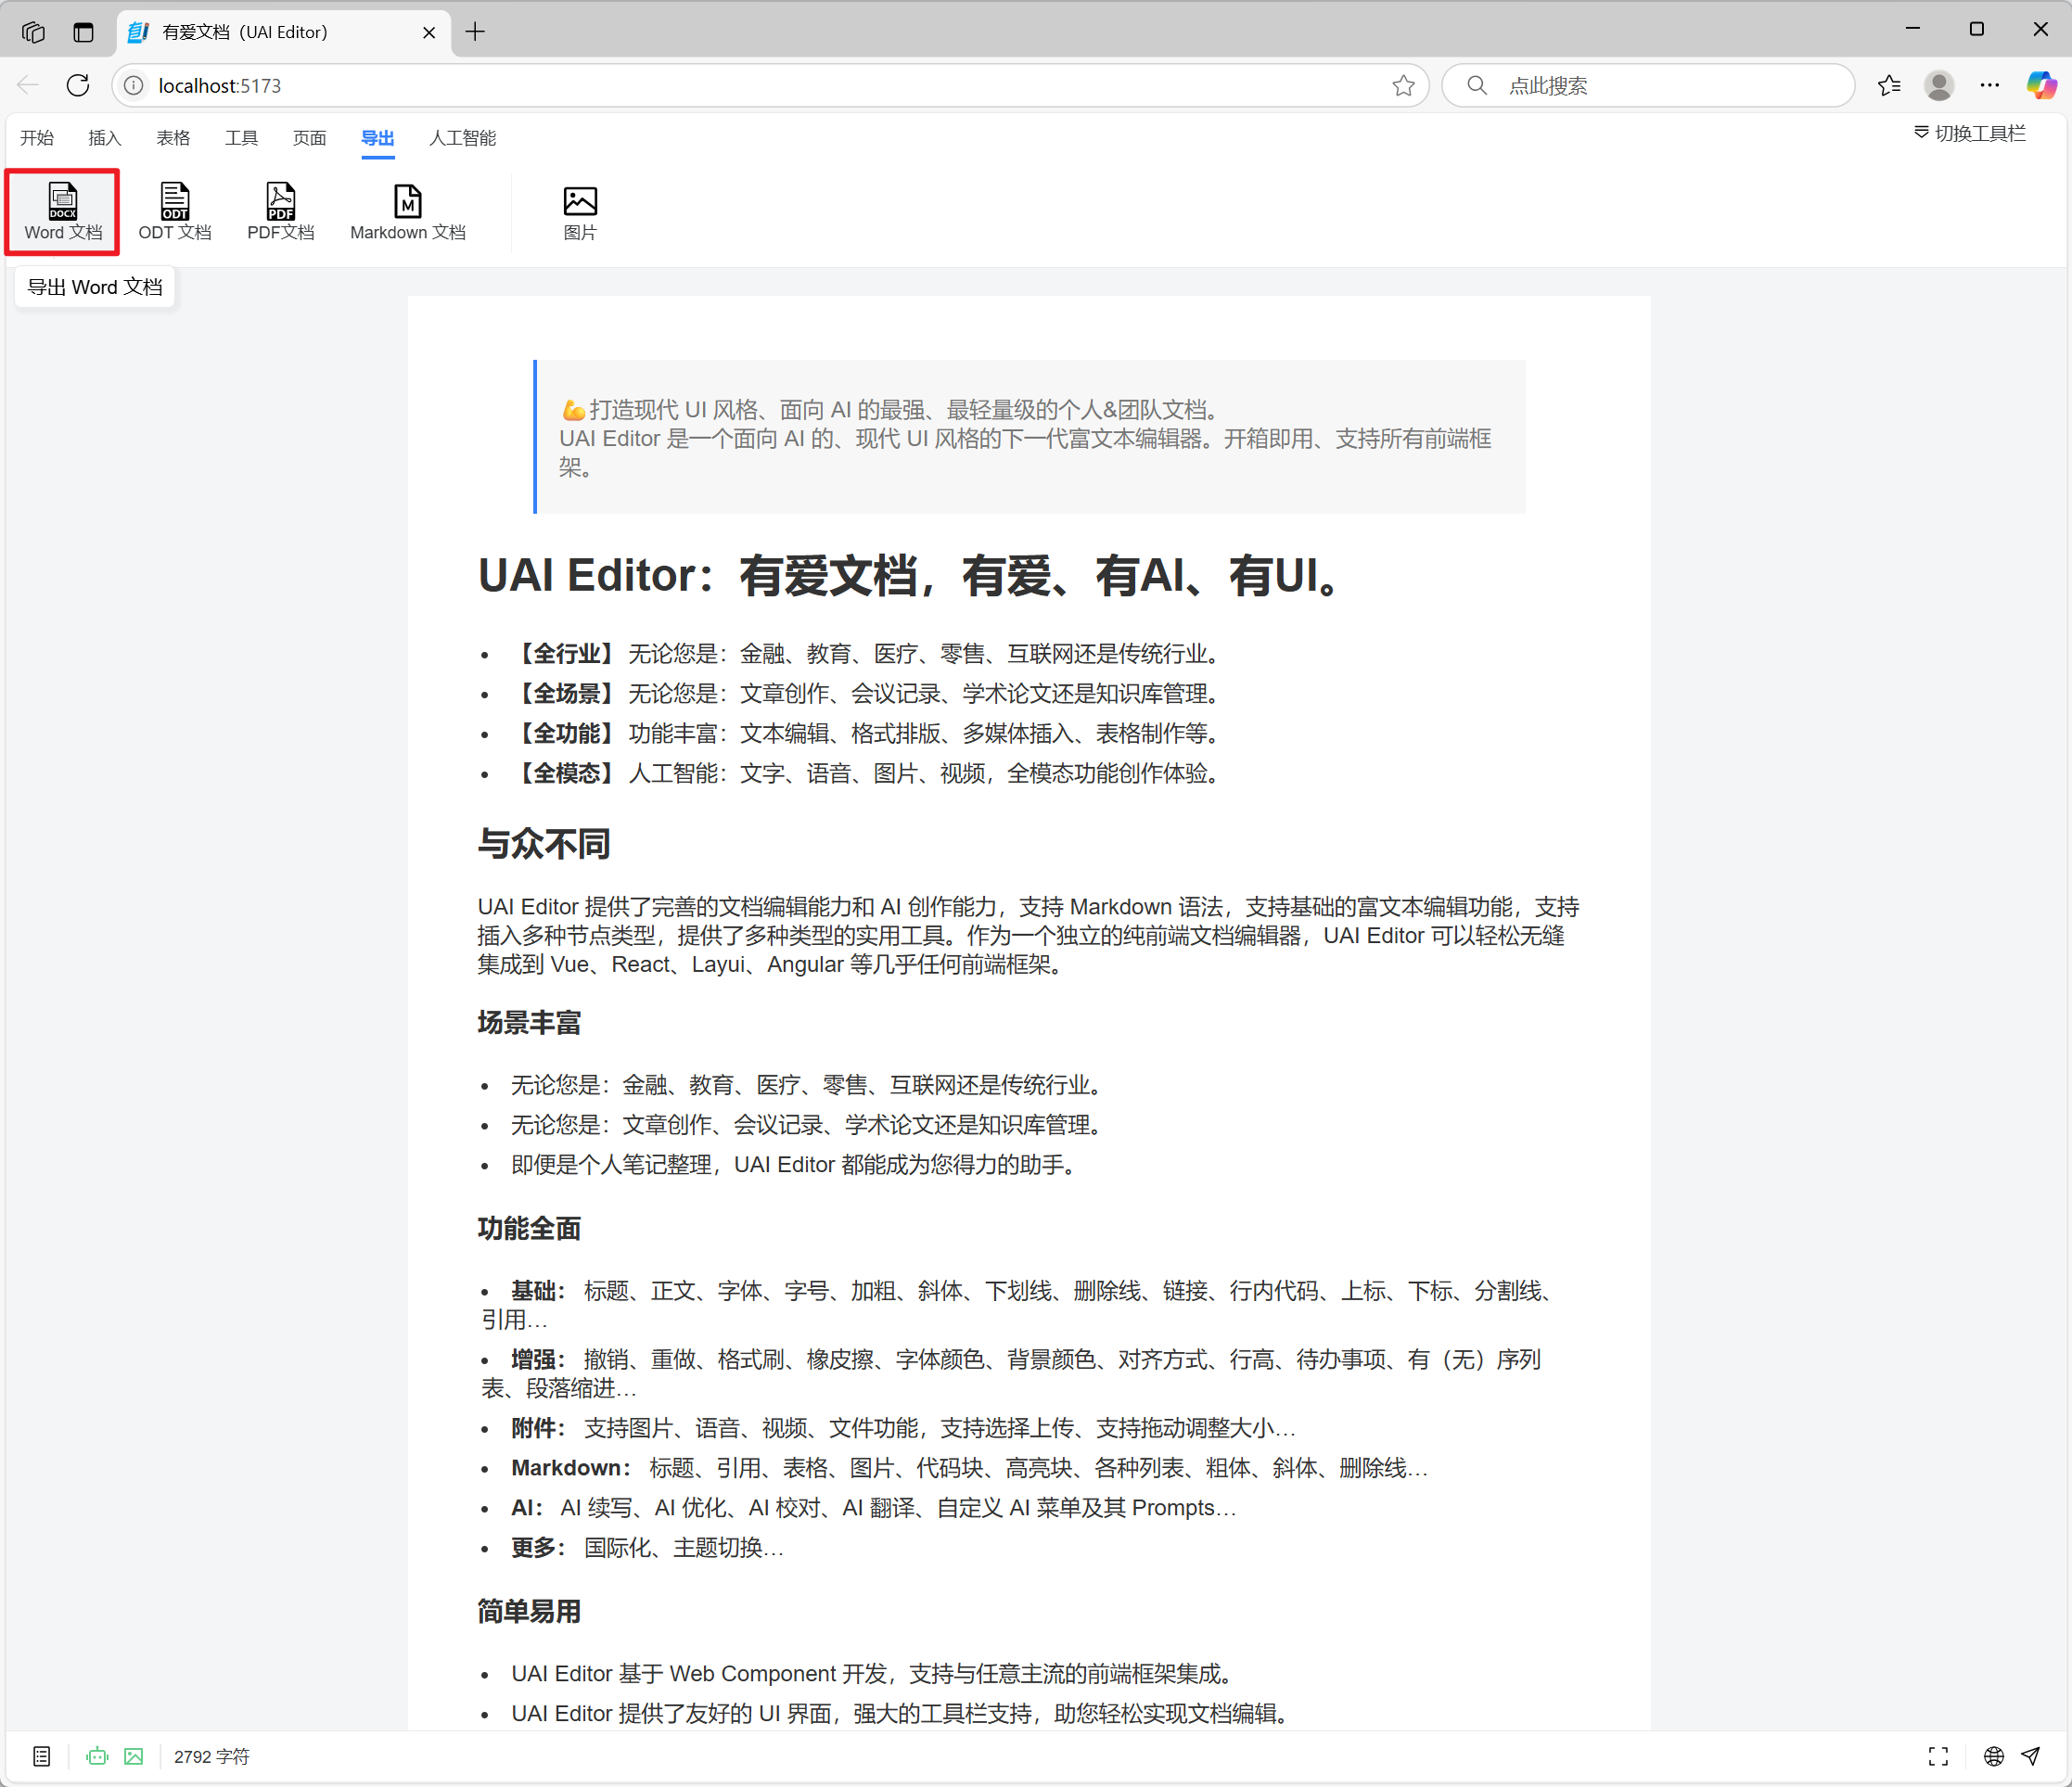 有爱文档（UAI Editor）
localhost:5173
点此搜索
开始 插入 表格 工具 页面 导出 人工智能
切换工具栏
DOCX ODT PDF M
Word 文档 ODT 文档 PDF文档 Markdown 文档 图片
导出 Word 文档
💪打造现代 UI 风格、面向 AI 的最强、最轻量级的个人&团队文档。
UAI Editor 是一个面向 AI 的、现代 UI 风格的下一代富文本编辑器。开箱即用、支持所有前端框
架。
UAI Editor：有爱文档，有爱、有AI、有UI。
• 【全行业】 无论您是：金融、教育、医疗、零售、互联网还是传统行业。
• 【全场景】 无论您是：文章创作、会议记录、学术论文还是知识库管理。
• 【全功能】 功能丰富：文本编辑、格式排版、多媒体插入、表格制作等。
• 【全模态】 人工智能：文字、语音、图片、视频，全模态功能创作体验。
与众不同
UAI Editor 提供了完善的文档编辑能力和 AI 创作能力，支持 Markdown 语法，支持基础的富文本编辑功能，支持
插入多种节点类型，提供了多种类型的实用工具。作为一个独立的纯前端文档编辑器，UAI Editor 可以轻松无缝
集成到 Vue、React、Layui、Angular 等几乎任何前端框架。
场景丰富
• 无论您是：金融、教育、医疗、零售、互联网还是传统行业。
• 无论您是：文章创作、会议记录、学术论文还是知识库管理。
• 即便是个人笔记整理，UAI Editor 都能成为您得力的助手。
功能全面
• 基础： 标题、正文、字体、字号、加粗、斜体、下划线、删除线、链接、行内代码、上标、下标、分割线、
引用…
• 增强： 撤销、重做、格式刷、橡皮擦、字体颜色、背景颜色、对齐方式、行高、待办事项、有（无）序列
表、段落缩进…
• 附件： 支持图片、语音、视频、文件功能，支持选择上传、支持拖动调整大小…
• Markdown： 标题、引用、表格、图片、代码块、高亮块、各种列表、粗体、斜体、删除线…
• AI： AI 续写、AI 优化、AI 校对、AI 翻译、自定义 AI 菜单及其 Prompts…
• 更多： 国际化、主题切换…
简单易用
• UAI Editor 基于 Web Component 开发，支持与任意主流的前端框架集成。
• UAI Editor 提供了友好的 UI 界面，强大的工具栏支持，助您轻松实现文档编辑。
2792 字符